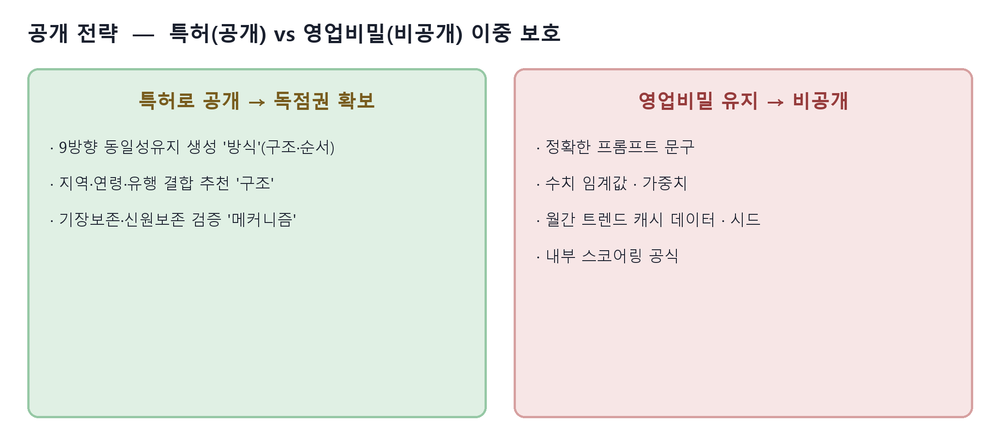 공개 전략 — 특허(공개) vs 영업비밀(비공개) 이중 보호
특허로 공개 → 독점권 확보
· 9방향 동일성유지 생성 '방식'(구조·순서)
· 지역·연령·유행 결합 추천 '구조'
· 기장보존·신원보존 검증 '메커니즘'
영업비밀 유지 → 비공개
· 정확한 프롬프트 문구
· 수치 임계값 · 가중치
· 월간 트렌드 캐시 데이터 · 시드
· 내부 스코어링 공식